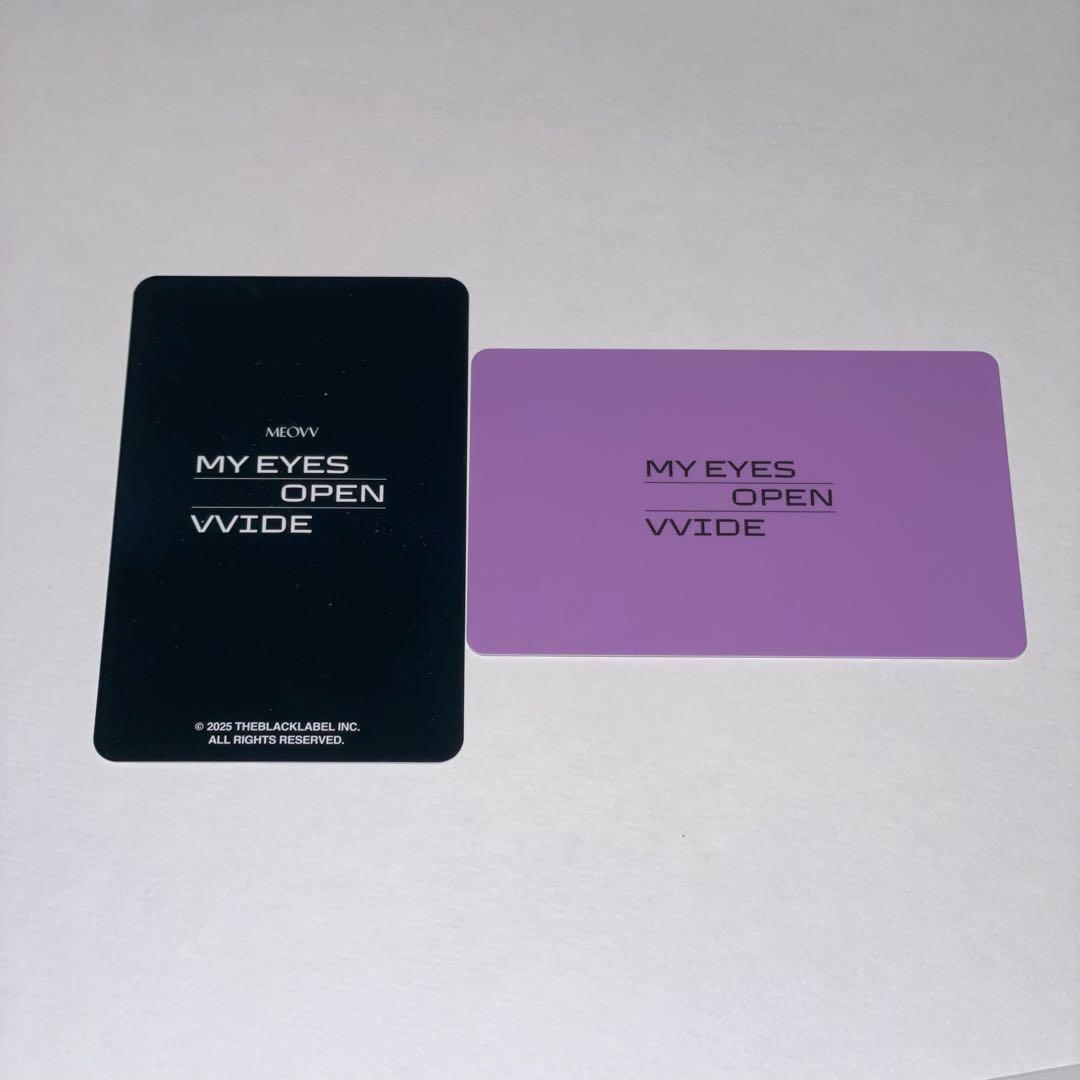 MEOVV
MY EYES
OPEN
VVIDE
© 2025 THEBLACKLABEL INC.
ALL RIGHTS RESERVED.
MY EYES
OPEN
VVIDE